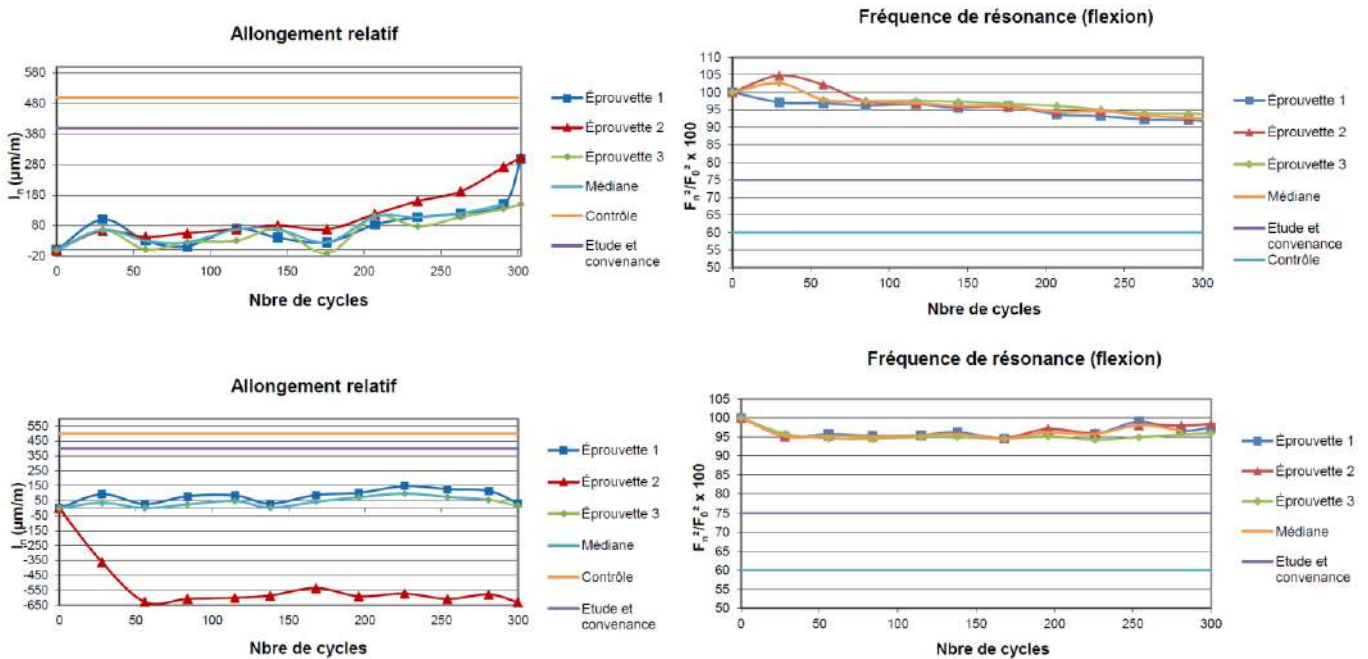 Allongement relatif
580
480
380
280
180
80
-20
0
50
100
150
200
250
300
Iₙ (µm/m)
Nbre de cycles
Éprouvette 1
Éprouvette 2
Éprouvette 3
Médiane
Contrôle
Etude et
convenance
Fréquence de résonance (flexion)
110
105
100
95
90
85
80
75
70
65
60
55
50
0
50
100
150
200
250
300
Fₙ²/F₀² x 100
Nbre de cycles
Éprouvette 1
Éprouvette 2
Éprouvette 3
Médiane
Etude et
convenance
Contrôle
Allongement relatif
550
450
350
250
150
50
-50
-150
-250
-350
-450
-550
-650
0
50
100
150
200
250
300
Iₙ (µm/m)
Nbre de cycles
Éprouvette 1
Éprouvette 2
Éprouvette 3
Médiane
Contrôle
Etude et
convenance
Fréquence de résonance (flexion)
105
100
95
90
85
80
75
70
65
60
55
50
0
50
100
150
200
250
300
Fₙ²/F₀² x 100
Nbre de cycles
Éprouvette 1
Éprouvette 2
Éprouvette 3
Médiane
Etude et
convenance